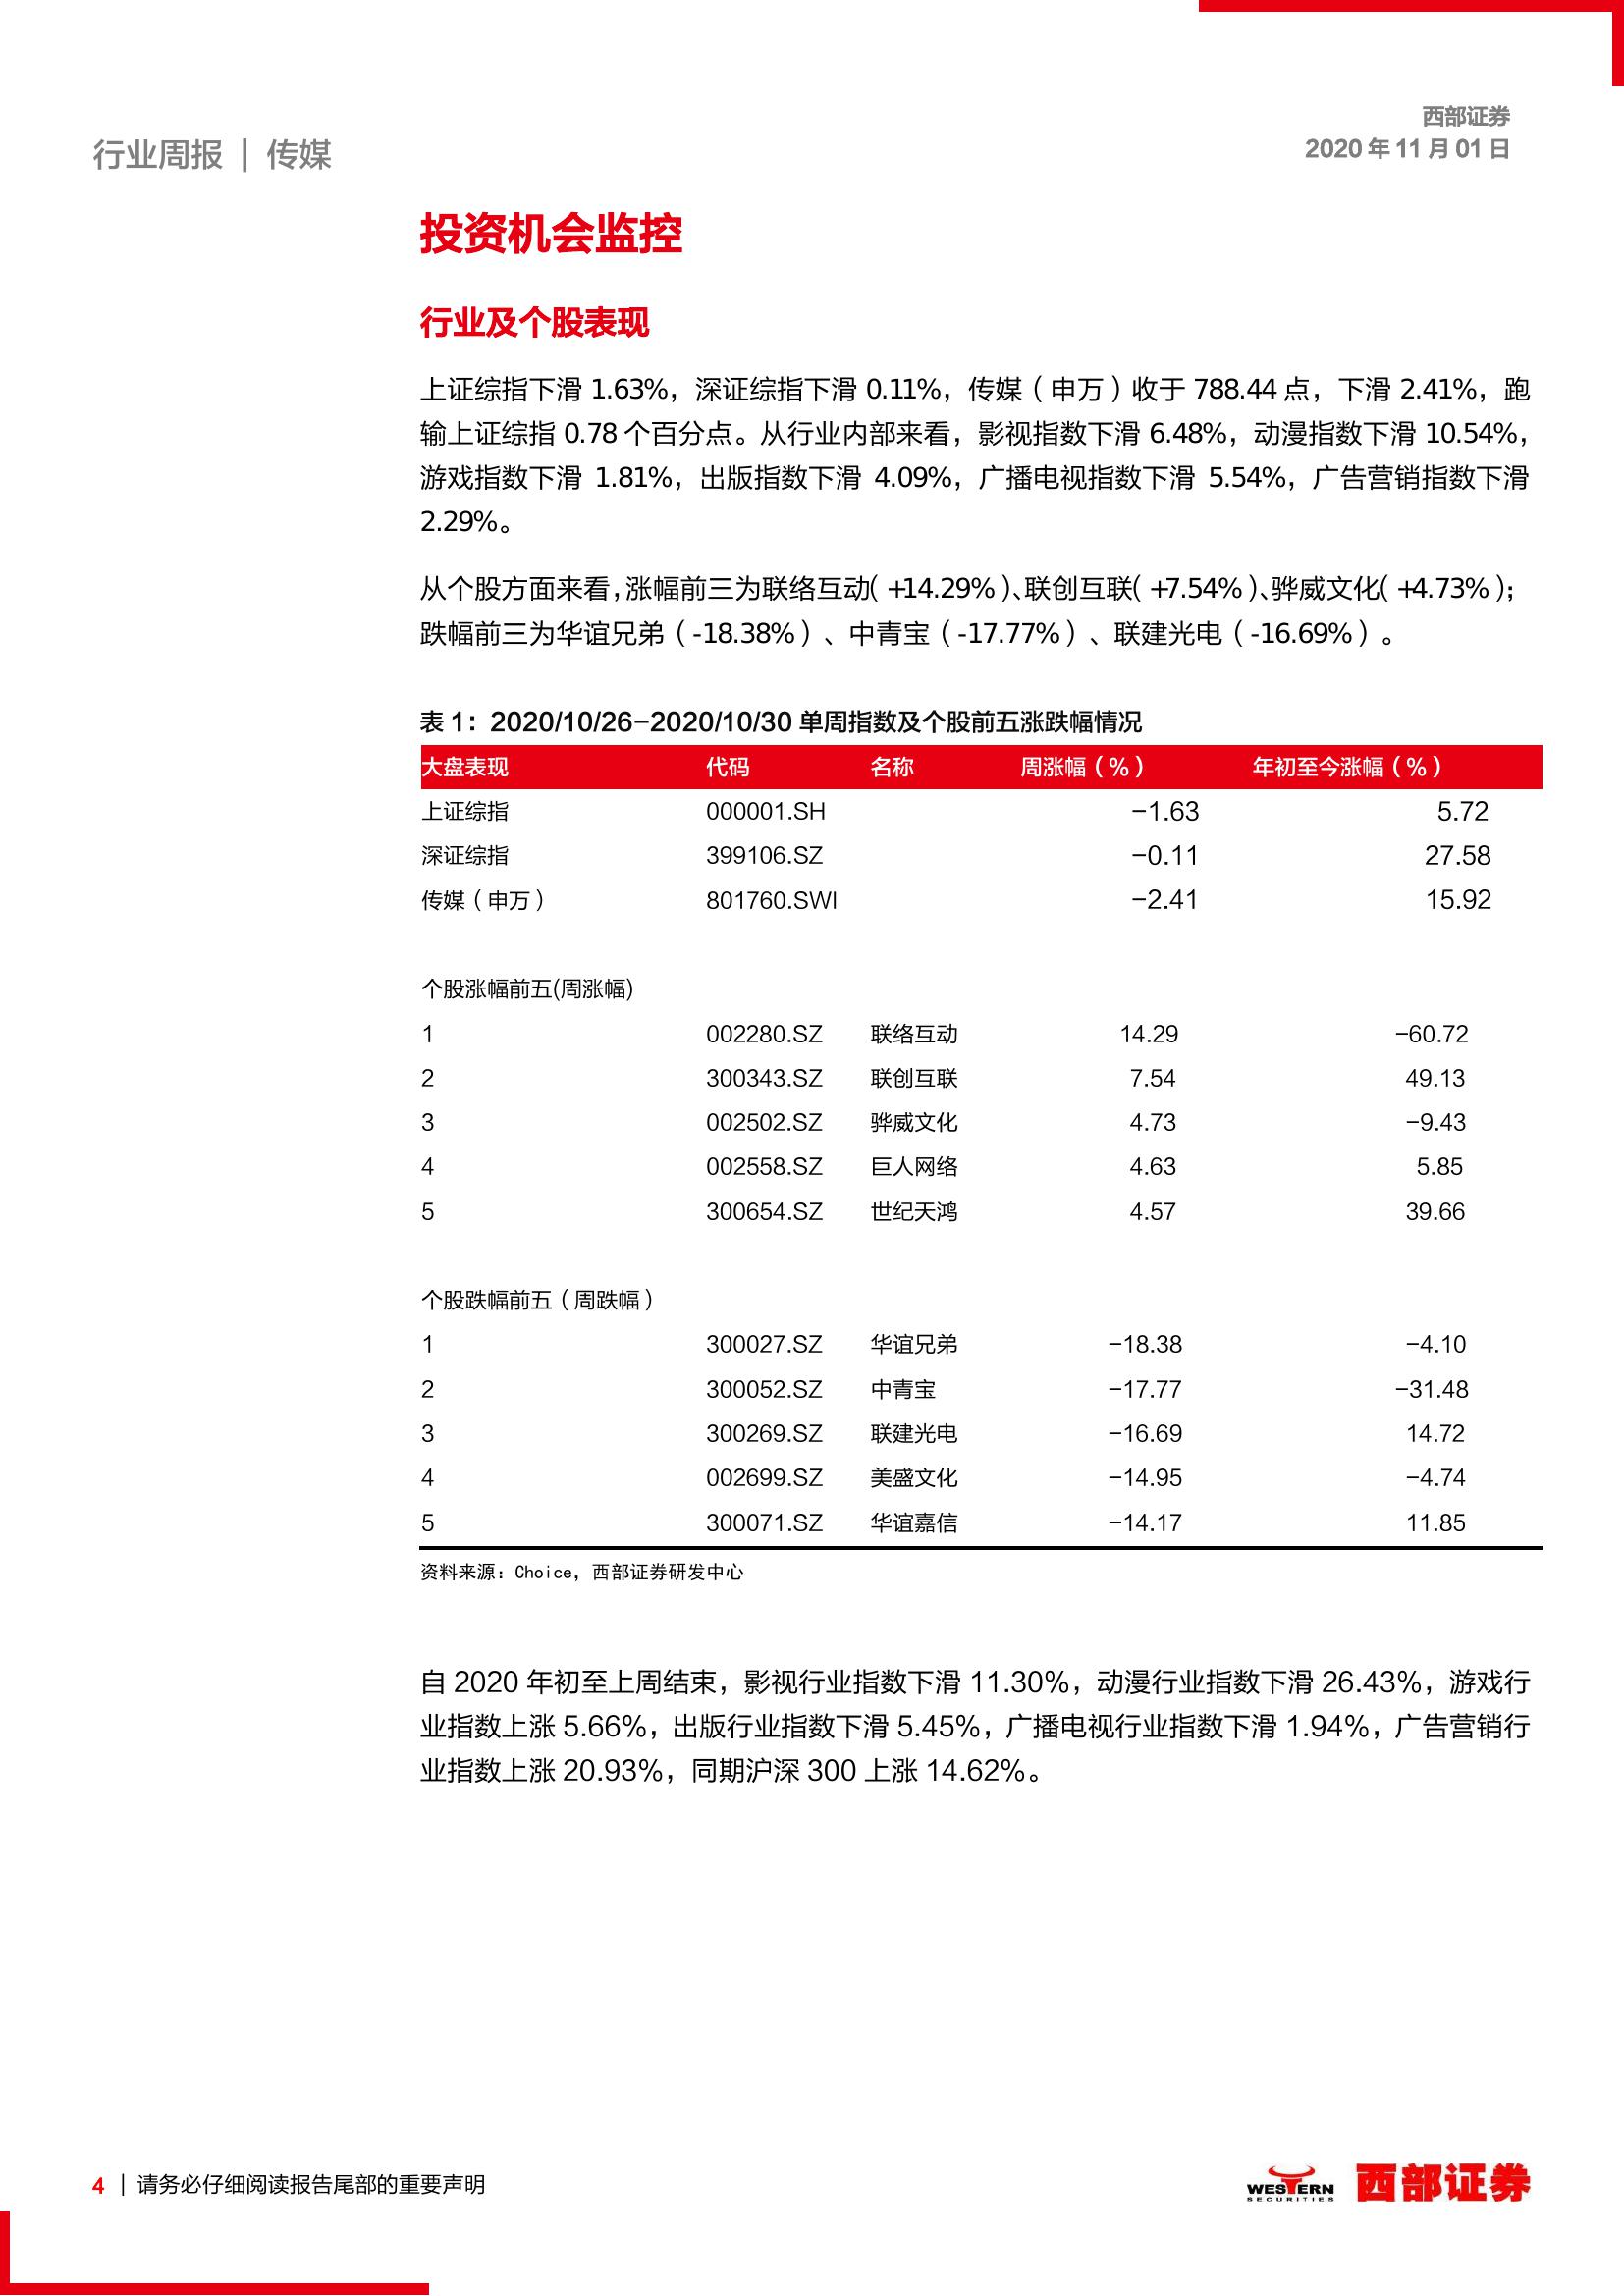 西部证券
行业周报 | 传媒
2020 年 11 月 01 日
投资机会监控
行业及个股表现
上证综指下滑 1.63%，深证综指下滑 0.11%，传媒（申万）收于 788.44 点，下滑 2.41%，跑
输上证综指 0.78 个百分点。从行业内部来看，影视指数下滑 6.48%，动漫指数下滑 10.54%，
游戏指数下滑 1.81%，出版指数下滑 4.09%，广播电视指数下滑 5.54%，广告营销指数下滑
2.29%。
从个股方面来看，涨幅前三为联络互动（+14.29%）、联创互联（+7.54%）、骅威文化（+4.73%）；
跌幅前三为华谊兄弟（-18.38%）、中青宝（-17.77%）、联建光电（-16.69%）。
表 1：2020/10/26-2020/10/30 单周指数及个股前五涨跌幅情况
大盘表现 代码 名称 周涨幅（%） 年初至今涨幅（%）
上证综指 000001.SH -1.63 5.72
深证综指 399106.SZ -0.11 27.58
传媒（申万） 801760.SWI -2.41 15.92
个股涨幅前五(周涨幅)
1 002280.SZ 联络互动 14.29 -60.72
2 300343.SZ 联创互联 7.54 49.13
3 002502.SZ 骅威文化 4.73 -9.43
4 002558.SZ 巨人网络 4.63 5.85
5 300654.SZ 世纪天鸿 4.57 39.66
个股跌幅前五（周跌幅）
1 300027.SZ 华谊兄弟 -18.38 -4.10
2 300052.SZ 中青宝 -17.77 -31.48
3 300269.SZ 联建光电 -16.69 14.72
4 002699.SZ 美盛文化 -14.95 -4.74
5 300071.SZ 华谊嘉信 -14.17 11.85
资料来源：Choice，西部证券研发中心
自 2020 年初至上周结束，影视行业指数下滑 11.30%，动漫行业指数下滑 26.43%，游戏行
业指数上涨 5.66%，出版行业指数下滑 5.45%，广播电视行业指数下滑 1.94%，广告营销行
业指数上涨 20.93%，同期沪深 300 上涨 14.62%。
4 | 请务必仔细阅读报告尾部的重要声明
WESTERN
SECURITIES
西部证券